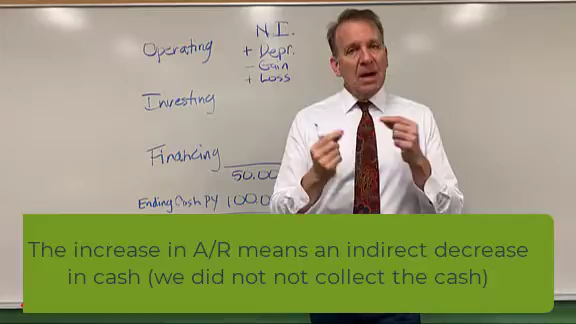 N.I.
Operating + Depr.
- Gain
+ Loss
Investing
Financing
50.00
Ending Cash PY 100.0
The increase in A/R means an indirect decrease
in cash (we did not not collect the cash)